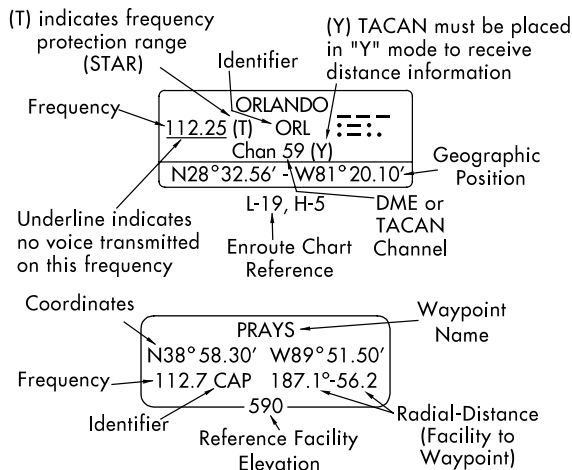 (T) indicates frequency
protection range
(STAR)
Identifier
(Y) TACAN must be placed
in "Y" mode to receive
distance information
Frequency
ORLANDO
112.25 (T) ORL
Chan 59 (Y)
N28°32.56' - W81°20.10'
Geographic
Position
Underline indicates
no voice transmitted
on this frequency
L-19, H-5
Enroute Chart
Reference
DME or
TACAN
Channel
Coordinates
PRAYS
Waypoint
Name
N38°58.30' W89°51.50'
Frequency
112.7 CAP 187.1°-56.2
590
Identifier
Reference Facility
Elevation
Radial-Distance
(Facility to
Waypoint)